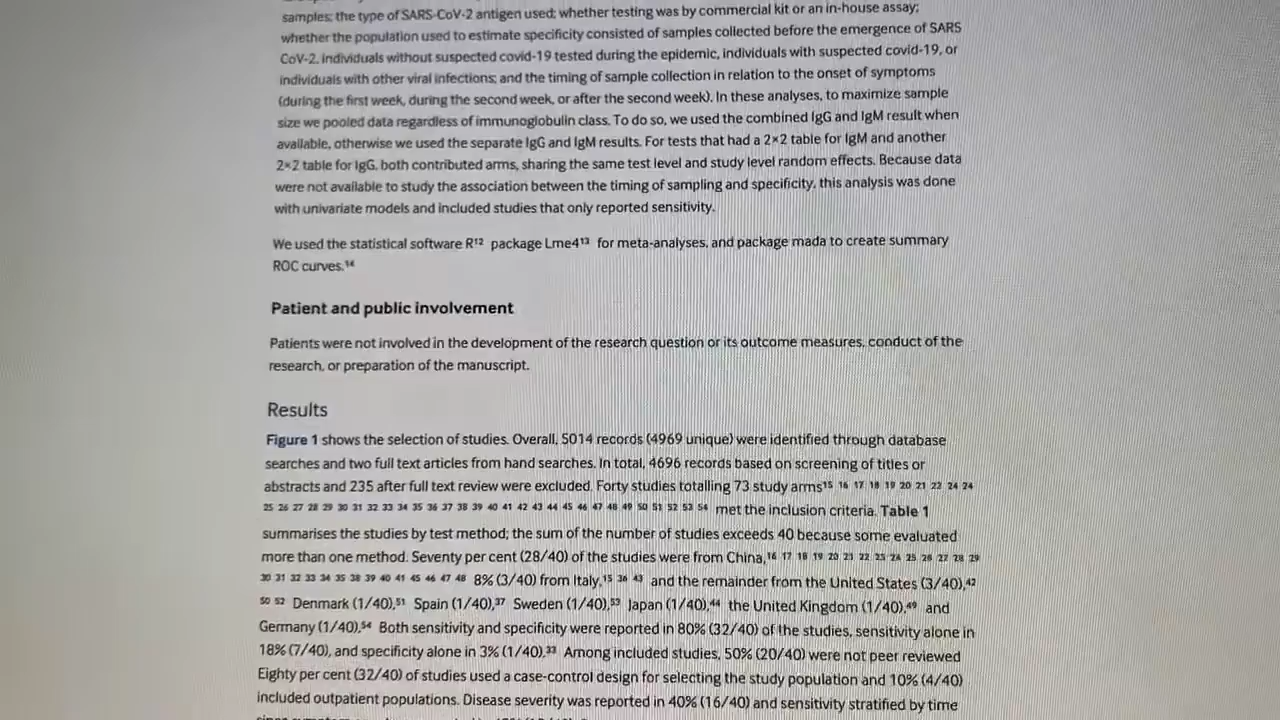 samples; the type of SARS-CoV-2 antigen used; whether testing was by commercial kit or an in-house assay;
whether the population used to estimate specificity consisted of samples collected before the emergence of SARS
CoV-2, individuals without suspected covid-19 tested during the epidemic, individuals with suspected covid-19, or
individuals with other viral infections; and the timing of sample collection in relation to the onset of symptoms
(during the first week, during the second week, or after the second week). In these analyses, to maximize sample
size we pooled data regardless of immunoglobulin class. To do so, we used the combined IgG and IgM result when
available, otherwise we used the separate IgG and IgM results. For tests that had a 2×2 table for IgM and another
2×2 table for IgG, both contributed arms, sharing the same test level and study level random effects. Because data
were not available to study the association between the timing of sampling and specificity, this analysis was done
with univariate models and included studies that only reported sensitivity.
We used the statistical software R12 package Lme413 for meta-analyses, and package mada to create summary
ROC curves.14
Patient and public involvement
Patients were not involved in the development of the research question or its outcome measures, conduct of the
research, or preparation of the manuscript.
Results
Figure 1 shows the selection of studies. Overall, 5014 records (4969 unique) were identified through database
searches and two full text articles from hand searches. In total, 4696 records based on screening of titles or
abstracts and 235 after full text review were excluded. Forty studies totalling 73 study arms15 16 17 18 19 20 21 22 24 24
25 26 27 28 29 30 31 32 33 34 35 36 37 38 39 40 41 42 43 44 45 46 47 48 49 50 51 52 53 54 met the inclusion criteria. Table 1
summarises the studies by test method; the sum of the number of studies exceeds 40 because some evaluated
more than one method. Seventy per cent (28/40) of the studies were from China,16 17 18 19 20 21 22 23 24 25 26 27 28 29
30 31 32 33 34 35 38 39 40 41 45 46 47 48 8% (3/40) from Italy,15 36 43 and the remainder from the United States (3/40),42
50 52 Denmark (1/40),51 Spain (1/40),37 Sweden (1/40),53 Japan (1/40),44 the United Kingdom (1/40),49 and
Germany (1/40).54 Both sensitivity and specificity were reported in 80% (32/40) of the studies, sensitivity alone in
18% (7/40), and specificity alone in 3% (1/40).33 Among included studies, 50% (20/40) were not peer reviewed
Eighty per cent (32/40) of studies used a case-control design for selecting the study population and 10% (4/40)
included outpatient populations. Disease severity was reported in 40% (16/40) and sensitivity stratified by time